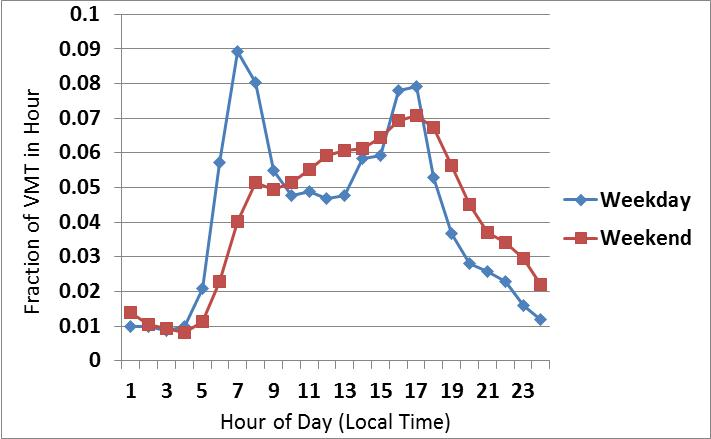 0.1
0.09
0.08
0.07
0.06
0.05
0.04
0.03
0.02
0.01
0
Fraction of VMT in Hour
1 3 5 7 9 11 13 15 17 19 21 23
Hour of Day (Local Time)
Weekday
Weekend